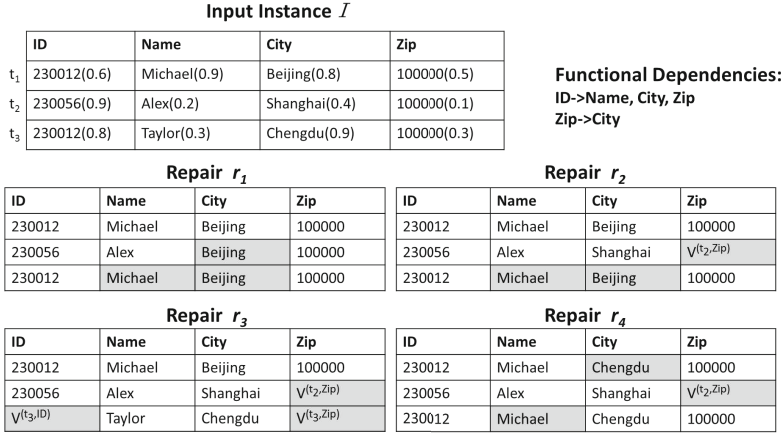 Input Instance I
ID Name City Zip
t1 230012(0.6) Michael(0.9) Beijing(0.8) 100000(0.5)
t2 230056(0.9) Alex(0.2) Shanghai(0.4) 100000(0.1)
t3 230012(0.8) Taylor(0.3) Chengdu(0.9) 100000(0.3)
Functional Dependencies:
ID->Name, City, Zip
Zip->City
Repair r1
ID Name City Zip
230012 Michael Beijing 100000
230056 Alex Beijing 100000
230012 Michael Beijing 100000
Repair r2
ID Name City Zip
230012 Michael Beijing 100000
230056 Alex Shanghai V(t2,Zip)
230012 Michael Beijing 100000
Repair r3
ID Name City Zip
230012 Michael Beijing 100000
230056 Alex Shanghai V(t2,Zip)
V(t3,ID) Taylor Chengdu V(t3,Zip)
Repair r4
ID Name City Zip
230012 Michael Chengdu 100000
230056 Alex Shanghai V(t2,Zip)
230012 Michael Chengdu 100000